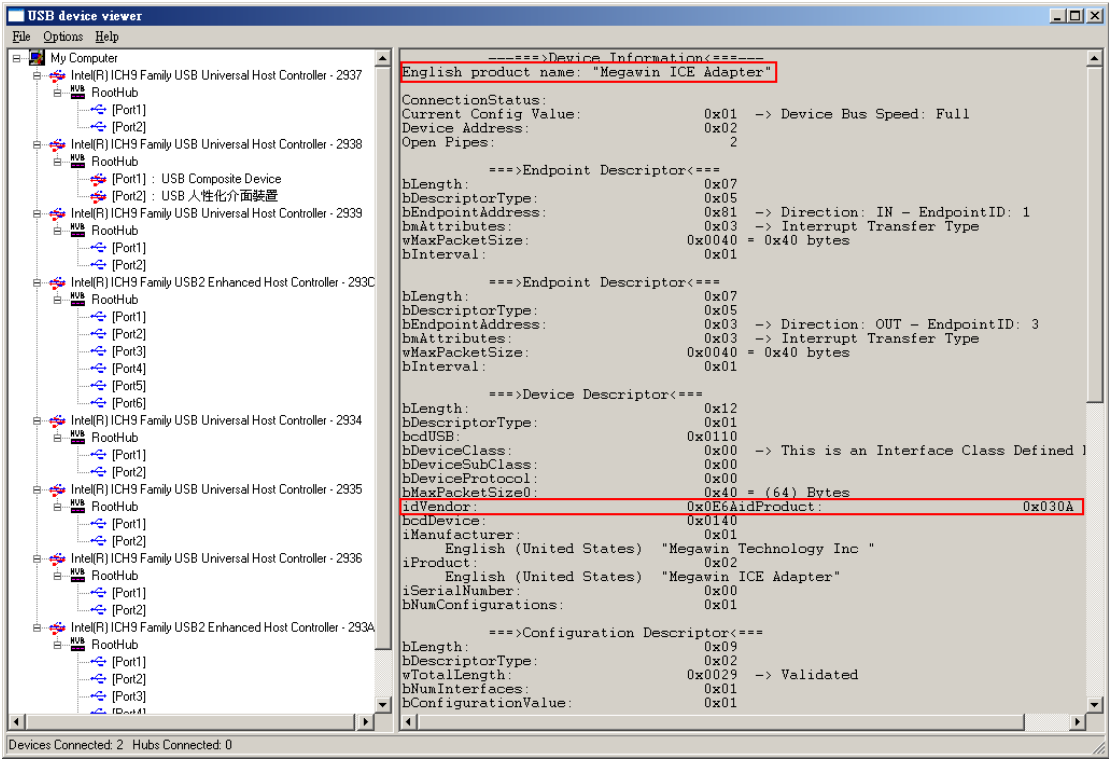 USB device viewer
File Options Help
My Computer
Intel(R) ICH9 Family USB Universal Host Controller - 2937
RootHub
[Port1]
[Port2]
Intel(R) ICH9 Family USB Universal Host Controller - 2938
RootHub
[Port1] : USB Composite Device
[Port2] : USB 人性化介面裝置
Intel(R) ICH9 Family USB Universal Host Controller - 2939
RootHub
[Port1]
[Port2]
Intel(R) ICH9 Family USB2 Enhanced Host Controller - 293C
RootHub
[Port1]
[Port2]
[Port3]
[Port4]
[Port5]
[Port6]
Intel(R) ICH9 Family USB Universal Host Controller - 2934
RootHub
[Port1]
[Port2]
Intel(R) ICH9 Family USB Universal Host Controller - 2935
RootHub
[Port1]
[Port2]
Intel(R) ICH9 Family USB Universal Host Controller - 2936
RootHub
[Port1]
[Port2]
Intel(R) ICH9 Family USB2 Enhanced Host Controller - 293A
RootHub
[Port1]
[Port2]
[Port3]
[Port4]
---===>Device Information<===---
English product name: "Megawin ICE Adapter"
ConnectionStatus:
Current Config Value: 0x01 -> Device Bus Speed: Full
Device Address: 0x02
Open Pipes: 2
===>Endpoint Descriptor<===
bLength: 0x07
bDescriptorType: 0x05
bEndpointAddress: 0x81 -> Direction: IN - EndpointID: 1
bmAttributes: 0x03 -> Interrupt Transfer Type
wMaxPacketSize: 0x0040 = 0x40 bytes
bInterval: 0x01
===>Endpoint Descriptor<===
bLength: 0x07
bDescriptorType: 0x05
bEndpointAddress: 0x03 -> Direction: OUT - EndpointID: 3
bmAttributes: 0x03 -> Interrupt Transfer Type
wMaxPacketSize: 0x0040 = 0x40 bytes
bInterval: 0x01
===>Device Descriptor<===
bLength: 0x12
bDescriptorType: 0x01
bcdUSB: 0x0110
bDeviceClass: 0x00 -> This is an Interface Class Defined
bDeviceSubClass: 0x00
bDeviceProtocol: 0x00
bMaxPacketSize0: 0x40 = (64) Bytes
idVendor: 0x0E6AidProduct: 0x030A
bcdDevice: 0x0140
iManufacturer: 0x01
English (United States) "Megawin Technology Inc "
iProduct: 0x02
English (United States) "Megawin ICE Adapter"
iSerialNumber: 0x00
bNumConfigurations: 0x01
===>Configuration Descriptor<===
bLength: 0x09
bDescriptorType: 0x02
wTotalLength: 0x0029 -> Validated
bNumInterfaces: 0x01
bConfigurationValue: 0x01
Devices Connected: 2 Hubs Connected: 0